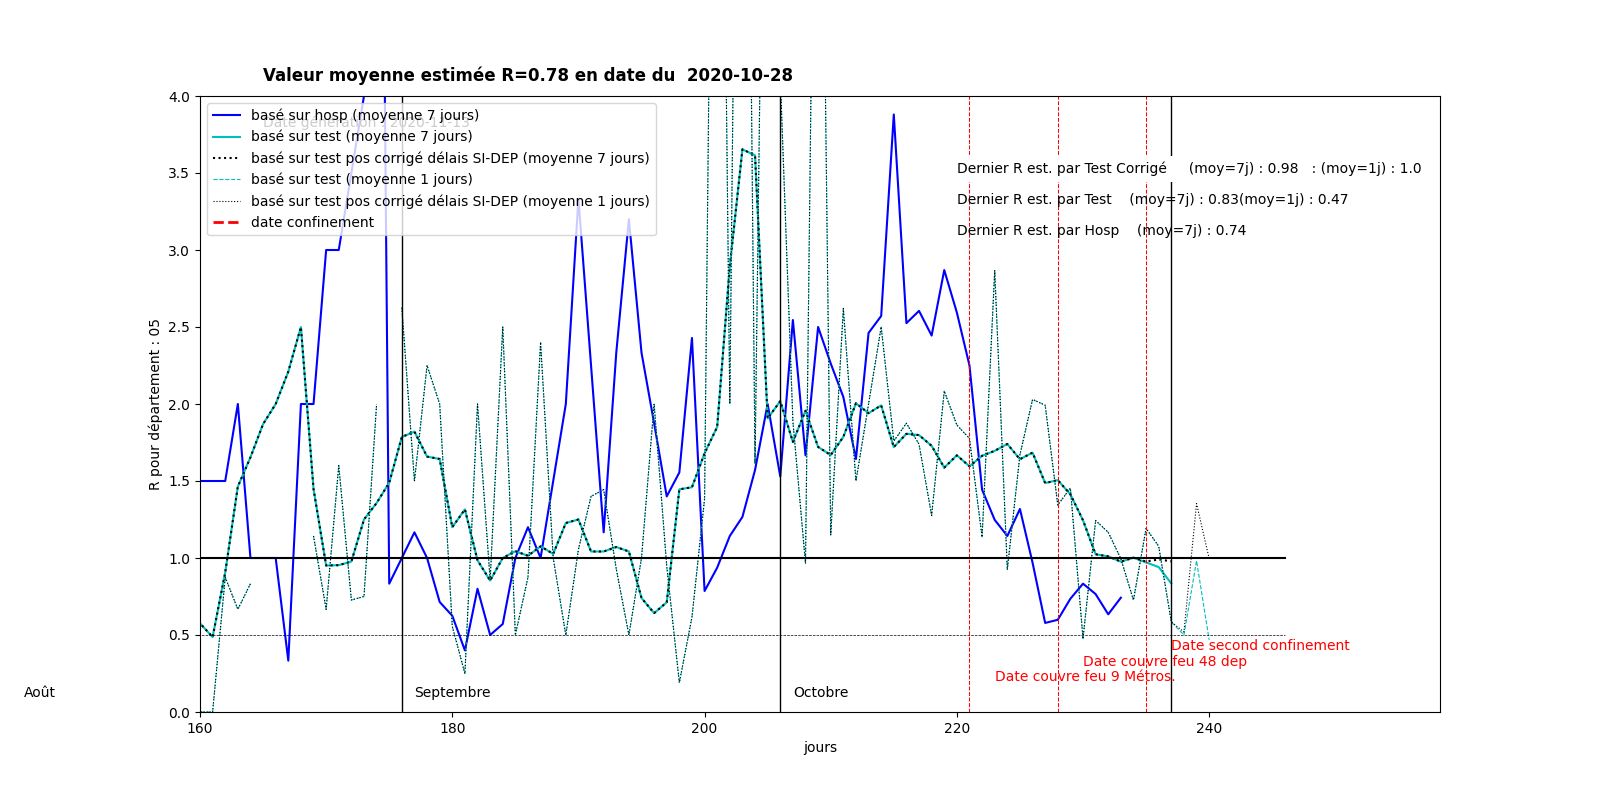 Valeur moyenne estimée R=0.78 en date du  2020-10-28
4.0
3.5
3.0
2.5
2.0
1.5
1.0
0.5
0.0
R pour département : 05
basé sur hosp (moyenne 7 jours)
basé sur test (moyenne 7 jours)
basé sur test pos corrigé délais SI-DEP (moyenne 7 jours)
basé sur test (moyenne 1 jours)
basé sur test pos corrigé délais SI-DEP (moyenne 1 jours)
date confinement
Dernier R est. par Test Corrigé     (moy=7j) : 0.98   : (moy=1j) : 1.0
Dernier R est. par Test    (moy=7j) : 0.83(moy=1j) : 0.47
Dernier R est. par Hosp    (moy=7j) : 0.74
Date second confinement
Date couvre feu 48 dep
Date couvre feu 9 Métros.
Août
Septembre
Octobre
160
180
200
220
240
jours